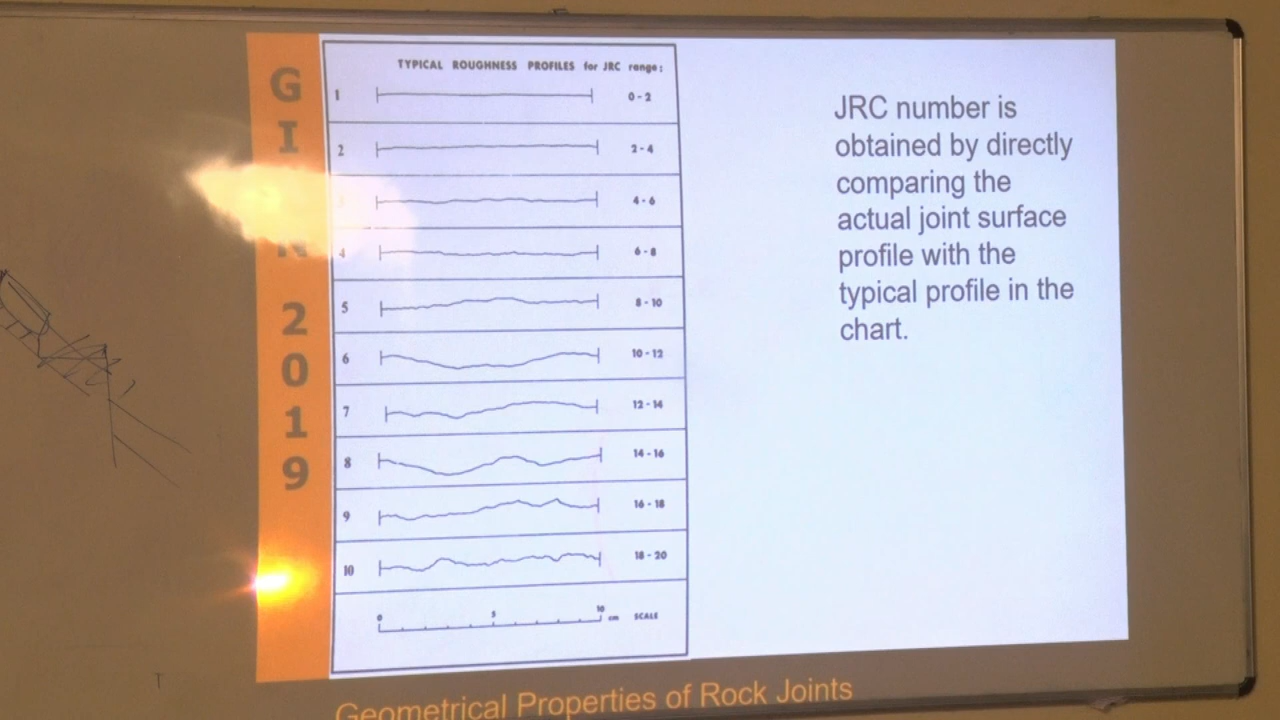 G
I
N
2
0
1
9
TYPICAL ROUGHNESS PROFILES for JRC range:
1 0 - 2
2 2 - 4
3 4 - 6
4 6 - 8
5 8 - 10
6 10 - 12
7 12 - 14
8 14 - 16
9 16 - 18
10 18 - 20
0 5 10 cm SCALE
JRC number is
obtained by directly
comparing the
actual joint surface
profile with the
typical profile in the
chart.
Geometrical Properties of Rock Joints